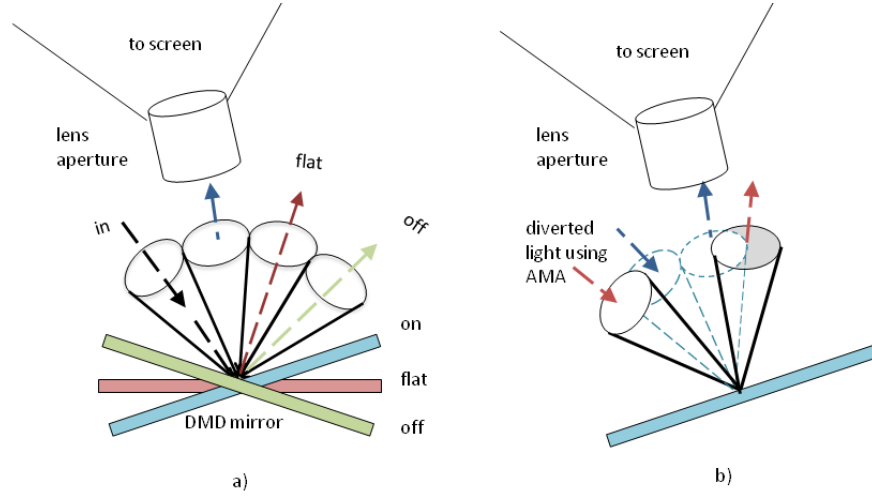 to screen
lens
aperture
flat
in
off
on
flat
DMD mirror
off
a)
to screen
lens
aperture
diverted
light using
AMA
b)